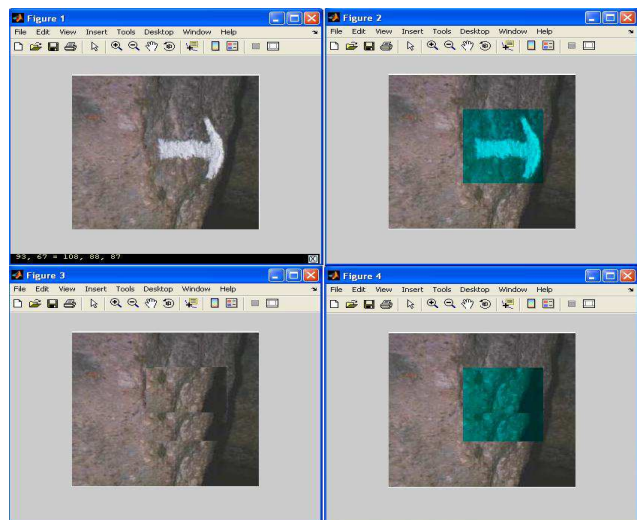 Figure 1
File Edit View Insert Tools Desktop Window Help
93, 67 = 108, 88, 87
Figure 2
File Edit View Insert Tools Desktop Window Help
Figure 3
File Edit View Insert Tools Desktop Window Help
Figure 4
File Edit View Insert Tools Desktop Window Help